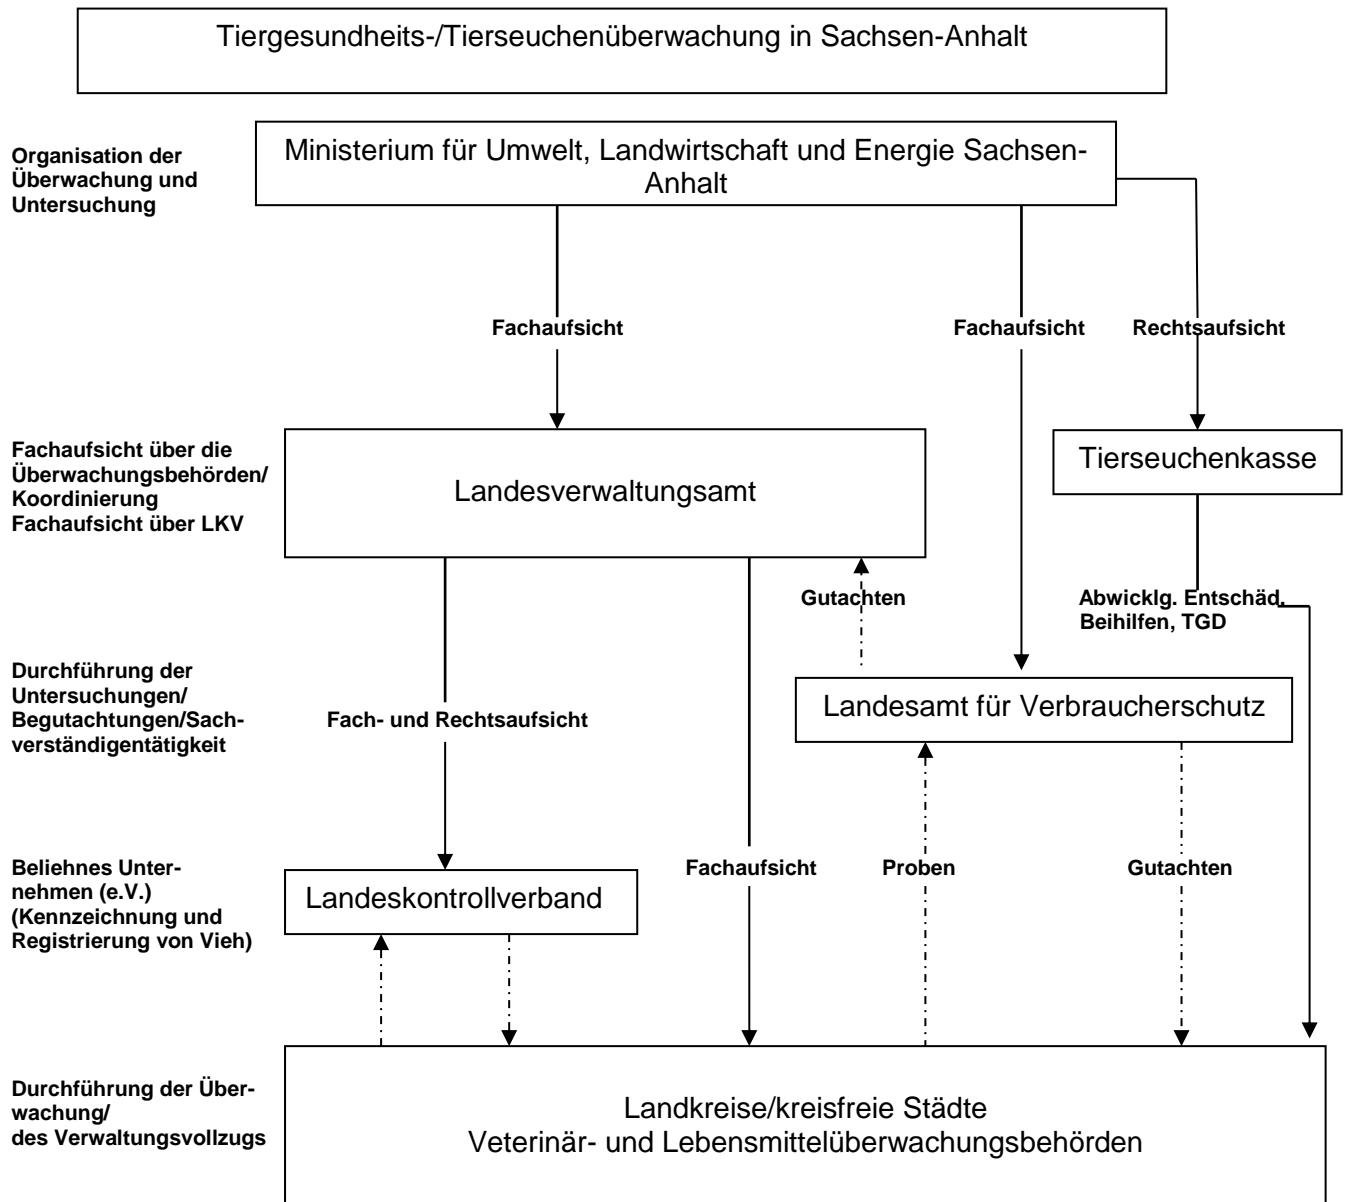 Tiergesundheits-/Tierseuchenüberwachung in Sachsen-Anhalt
Organisation der
Überwachung und
Untersuchung
Ministerium für Umwelt, Landwirtschaft und Energie Sachsen-
Anhalt
Fachaufsicht
Fachaufsicht
Rechtsaufsicht
Fachaufsicht über die
Überwachungsbehörden/
Koordinierung
Fachaufsicht über LKV
Landesverwaltungsamt
Tierseuchenkasse
Gutachten
Abwicklg. Entschäd.
Beihilfen, TGD
Durchführung der
Untersuchungen/
Begutachtungen/Sach-
verständigentätigkeit
Fach- und Rechtsaufsicht
Landesamt für Verbraucherschutz
Beliehnes Unter-
nehmen (e.V.)
(Kennzeichnung und
Registrierung von Vieh)
Landeskontrollverband
Fachaufsicht
Proben
Gutachten
Durchführung der Über-
wachung/
des Verwaltungsvollzugs
Landkreise/kreisfreie Städte
Veterinär- und Lebensmittelüberwachungsbehörden